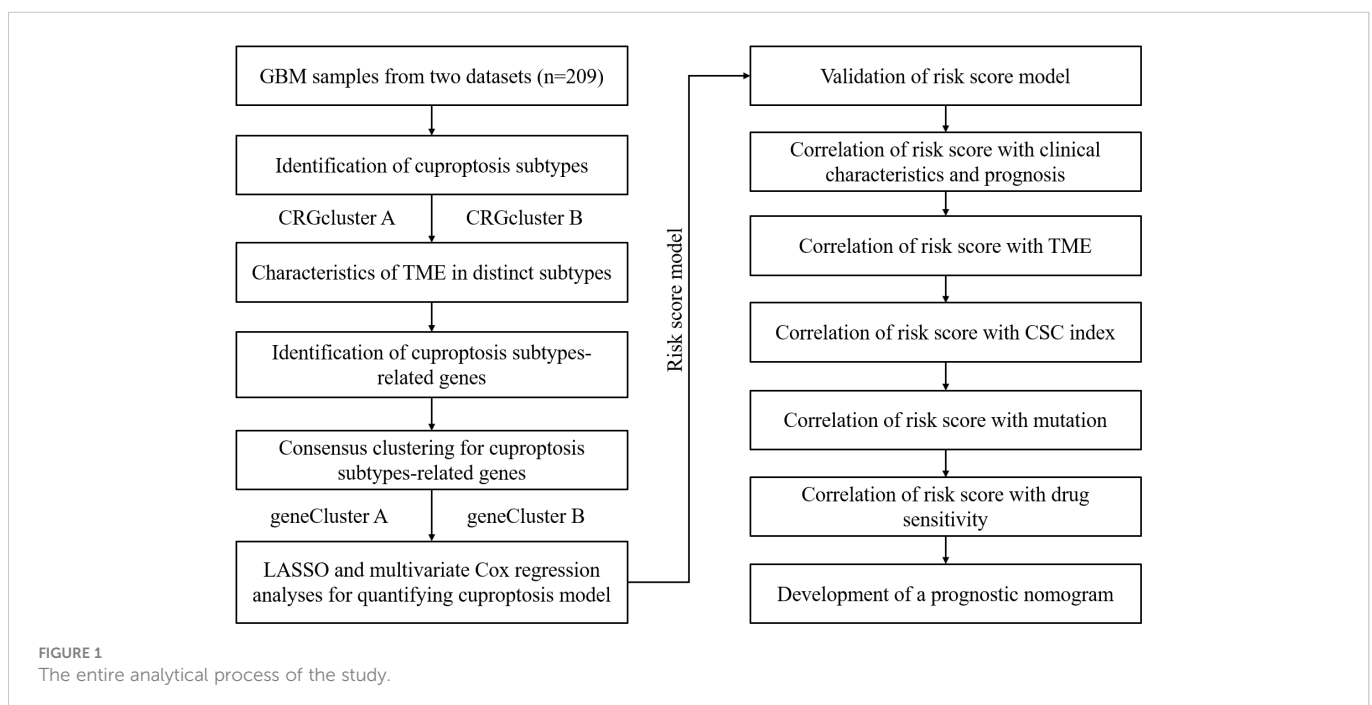 GBM samples from two datasets (n=209)
Identification of cuproptosis subtypes
CRGcluster A
CRGcluster B
Characteristics of TME in distinct subtypes
Identification of cuproptosis subtypes-
related genes
Consensus clustering for cuproptosis
subtypes-related genes
geneCluster A
geneCluster B
LASSO and multivariate Cox regression
analyses for quantifying cuproptosis model
Risk score model
Validation of risk score model
Correlation of risk score with clinical
characteristics and prognosis
Correlation of risk score with TME
Correlation of risk score with CSC index
Correlation of risk score with mutation
Correlation of risk score with drug
sensitivity
Development of a prognostic nomogram
FIGURE 1
The entire analytical process of the study.